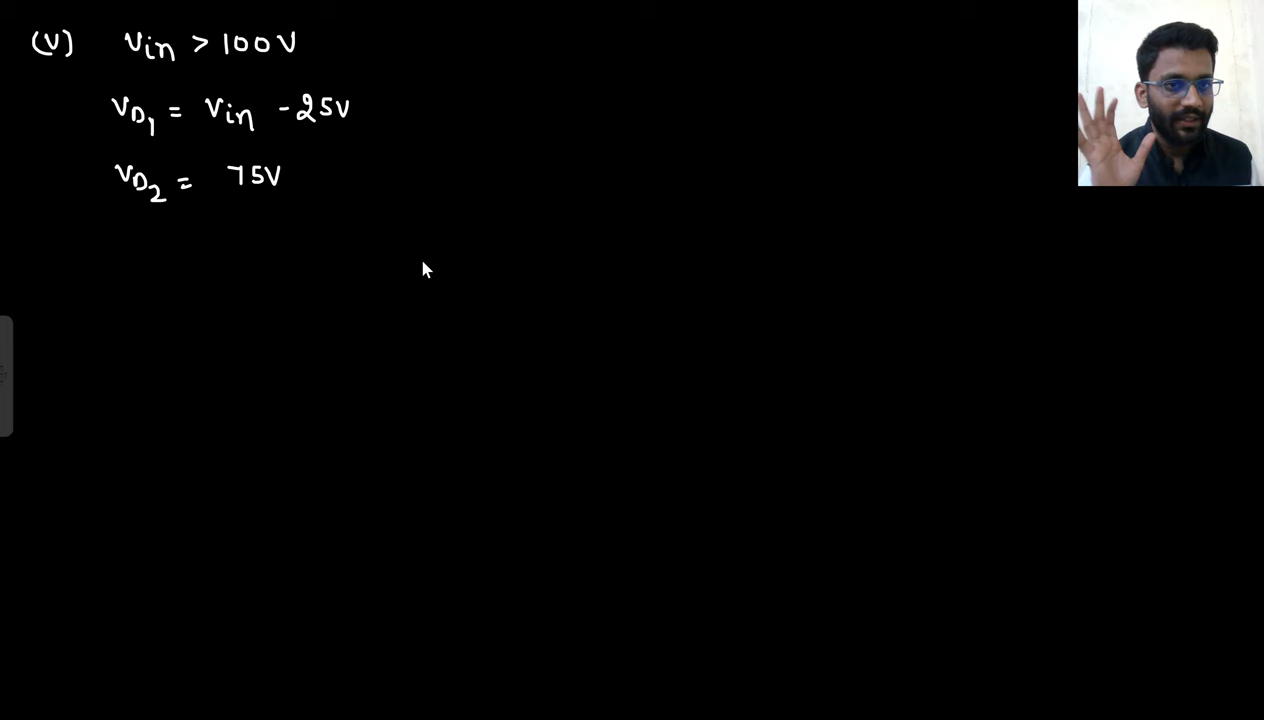 (V) Vin > 100V
VD1 = Vin - 25V
VD2 = 75V